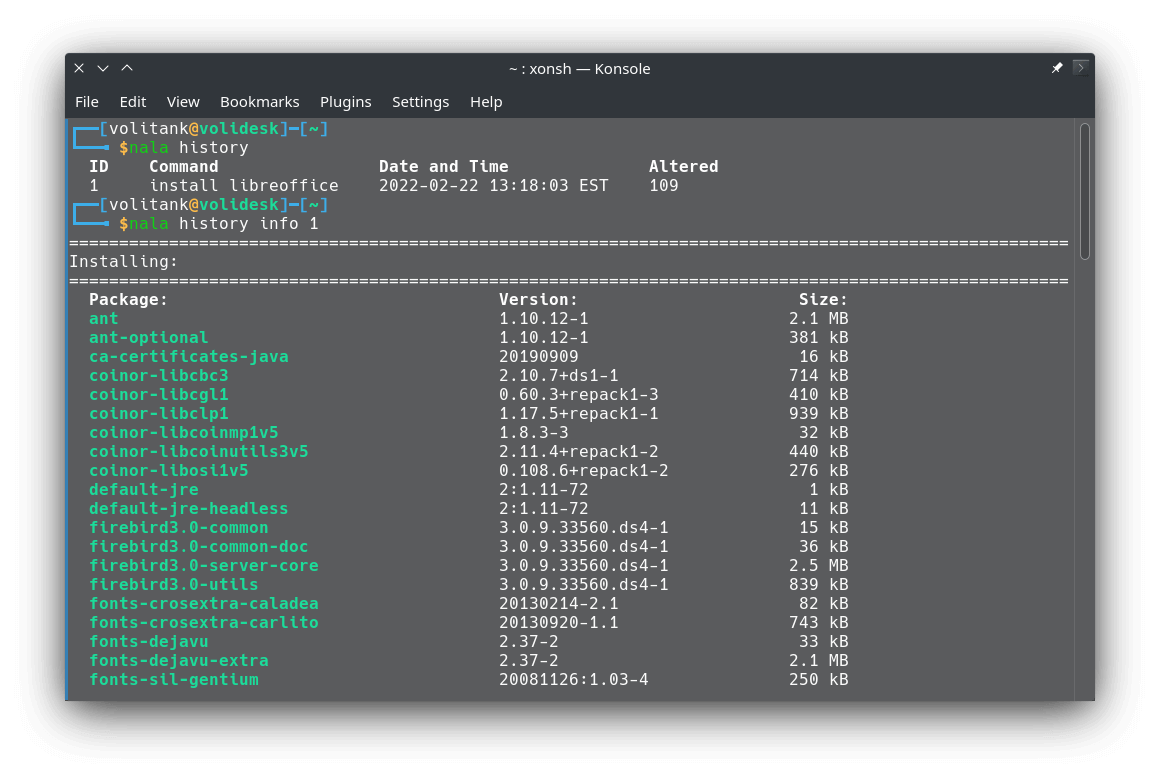 ~ : xonsh — Konsole
File Edit View Bookmarks Plugins Settings Help
[volitank@volidesk]-[~]
$nala history
ID Command Date and Time Altered
1 install libreoffice 2022-02-22 13:18:03 EST 109
[volitank@volidesk]-[~]
$nala history info 1
====================================================================================================
Installing:
====================================================================================================
Package: Version: Size:
ant 1.10.12-1 2.1 MB
ant-optional 1.10.12-1 381 kB
ca-certificates-java 20190909 16 kB
coinor-libcbc3 2.10.7+ds1-1 714 kB
coinor-libcgl1 0.60.3+repack1-3 410 kB
coinor-libclp1 1.17.5+repack1-1 939 kB
coinor-libcoinmp1v5 1.8.3-3 32 kB
coinor-libcoinutils3v5 2.11.4+repack1-2 440 kB
coinor-libosi1v5 0.108.6+repack1-2 276 kB
default-jre 2:1.11-72 1 kB
default-jre-headless 2:1.11-72 11 kB
firebird3.0-common 3.0.9.33560.ds4-1 15 kB
firebird3.0-common-doc 3.0.9.33560.ds4-1 36 kB
firebird3.0-server-core 3.0.9.33560.ds4-1 2.5 MB
firebird3.0-utils 3.0.9.33560.ds4-1 839 kB
fonts-crosextra-caladea 20130214-2.1 82 kB
fonts-crosextra-carlito 20130920-1.1 743 kB
fonts-dejavu 2.37-2 33 kB
fonts-dejavu-extra 2.37-2 2.1 MB
fonts-sil-gentium 20081126:1.03-4 250 kB